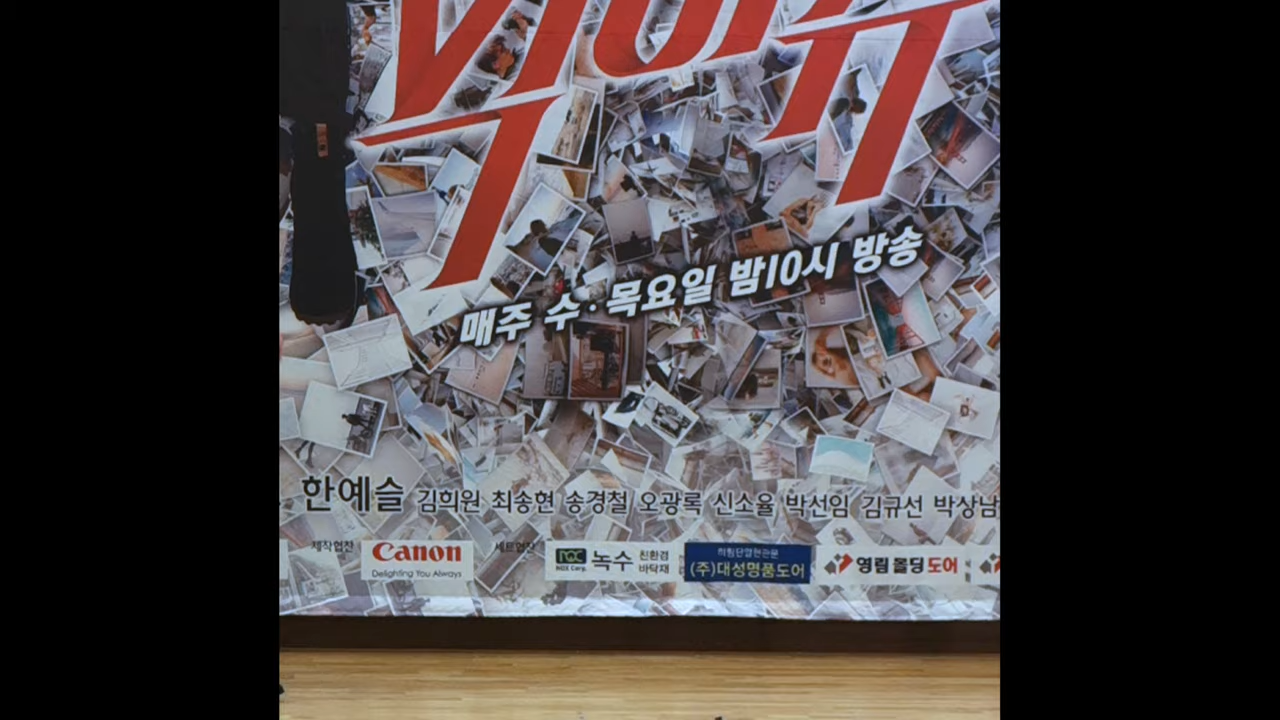 매주 수·목요일 밤10시 방송
한예슬 김희원 최송현 송경철 오광록 신소율 박선임 김규선 박상남
제작협찬
Canon
Delighting You Always
세트협찬
NOX Corp.
녹수 친환경 바닥재
(주)대성명품도어
영림몰딩도어